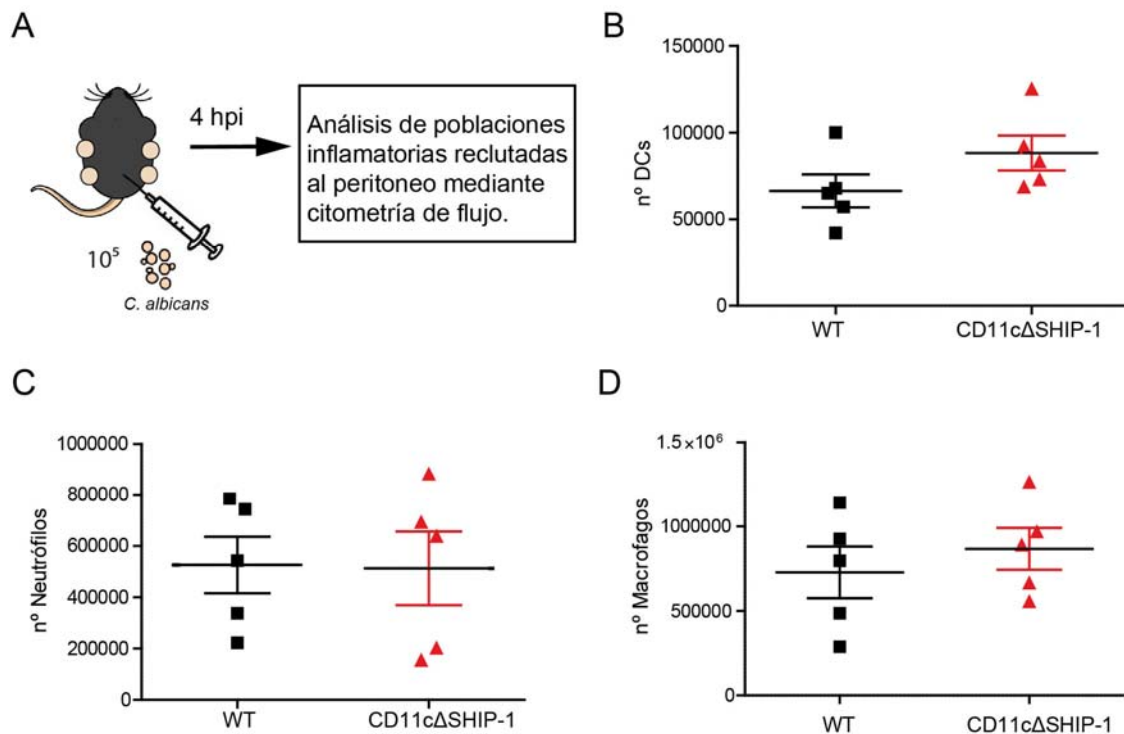 A
4 hpi
Análisis de poblaciones
inflamatorias reclutadas
al peritoneo mediante
citometría de flujo.
10⁵
C. albicans
B
nº DCs
150000
100000
50000
0
WT
CD11cΔSHIP-1
C
nº Neutrófilos
1000000
800000
600000
400000
200000
0
WT
CD11cΔSHIP-1
D
nº Macrofagos
1.5×10⁶
1000000
500000
0
WT
CD11cΔSHIP-1